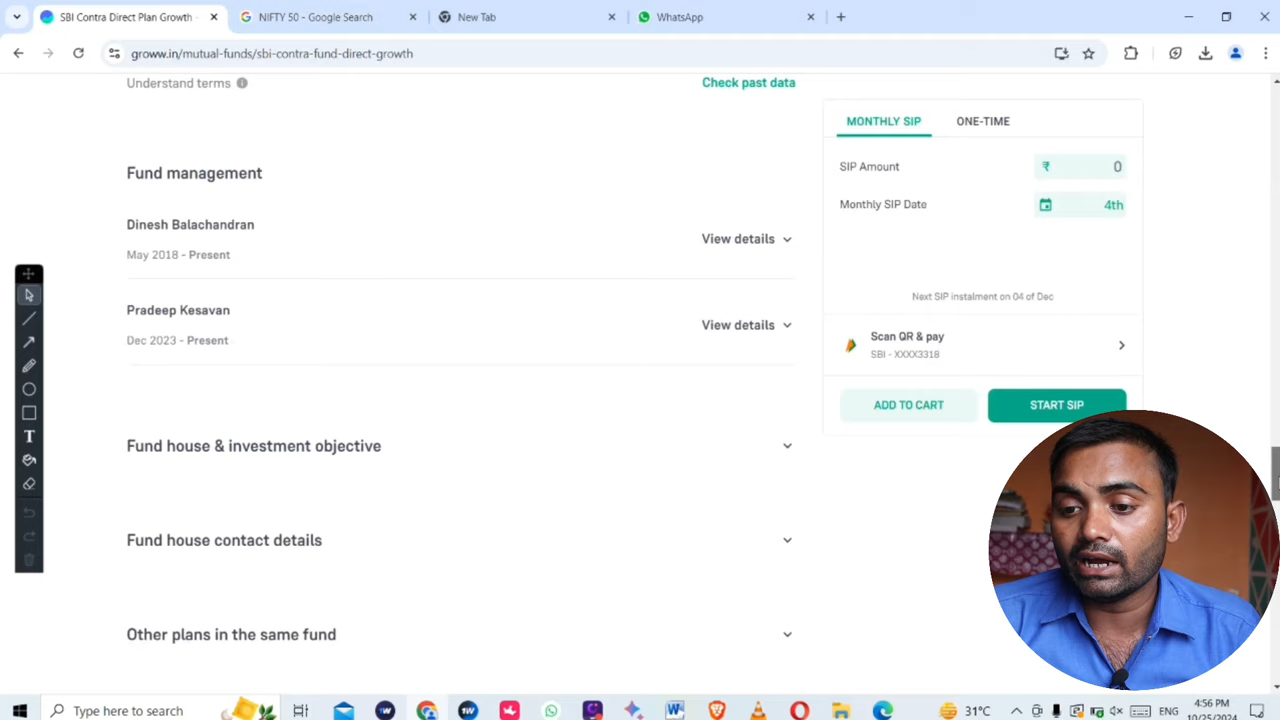 SBI Contra Direct Plan Growth
NIFTY 50 - Google Search
New Tab
WhatsApp
groww.in/mutual-funds/sbi-contra-fund-direct-growth
Understand terms
Check past data
MONTHLY SIP
ONE-TIME
SIP Amount
₹ 0
Monthly SIP Date
4th
Next SIP instalment on 04 of Dec
Scan QR & pay
SBI - XXXX3318
ADD TO CART
START SIP
Fund management
Dinesh Balachandran
May 2018 - Present
View details
Pradeep Kesavan
Dec 2023 - Present
View details
Fund house & investment objective
Fund house contact details
Other plans in the same fund
T
Type here to search
31°C
ENG
4:56 PM
10/25/2024